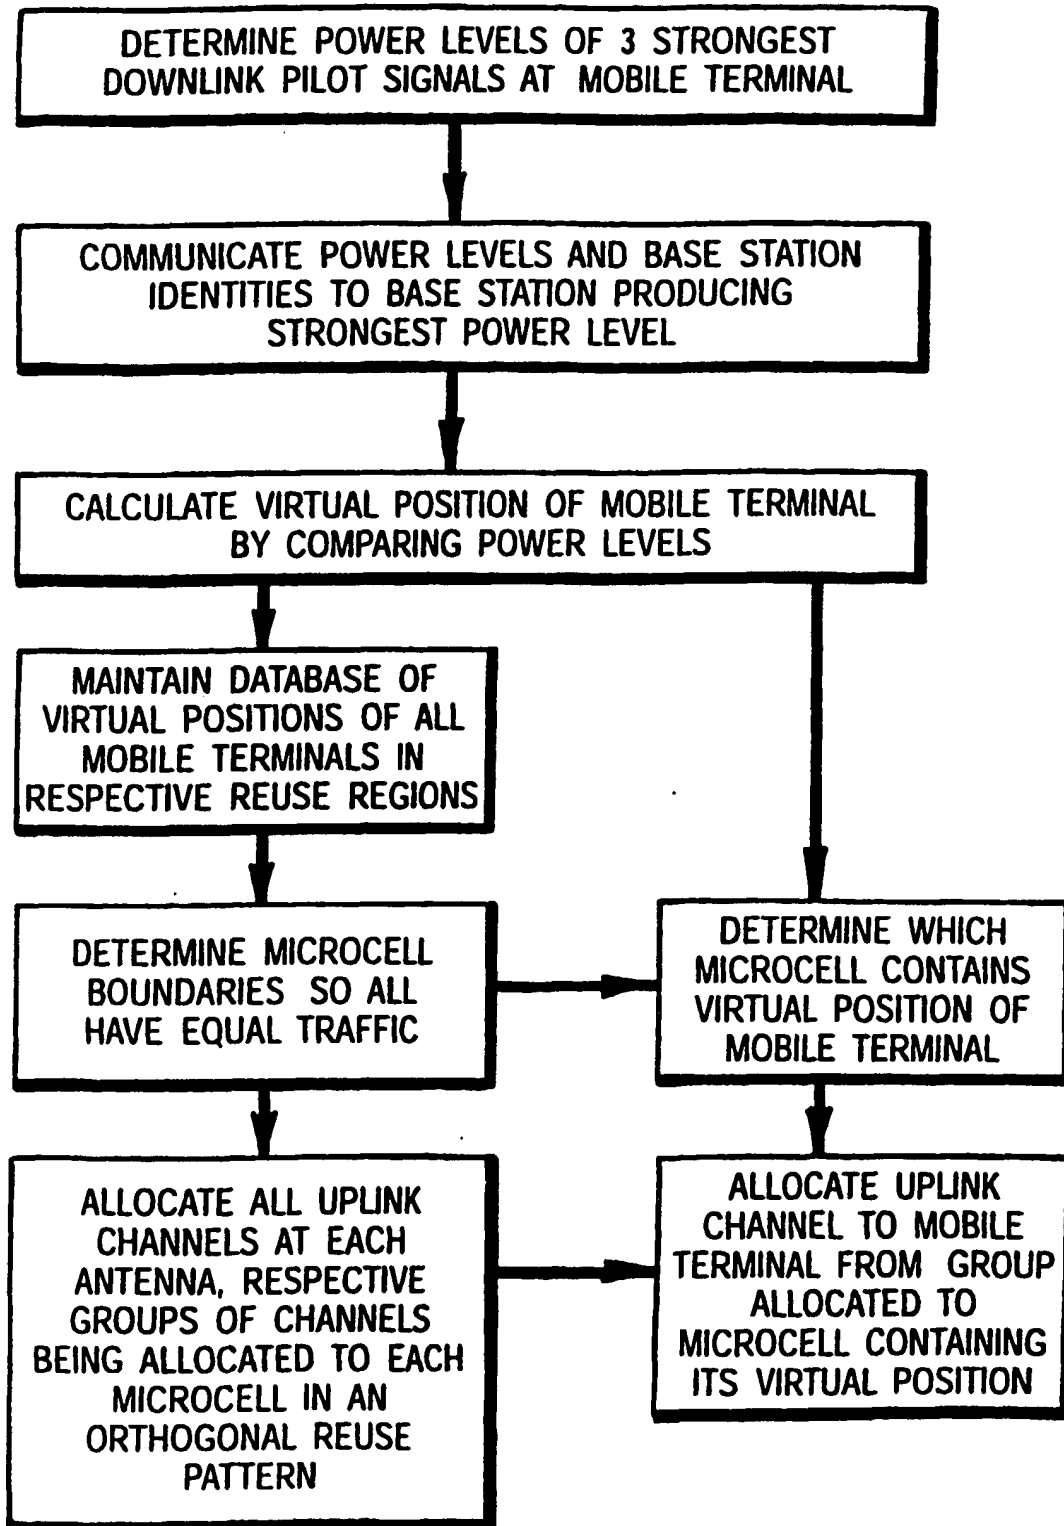 DETERMINE POWER LEVELS OF 3 STRONGEST
DOWNLINK PILOT SIGNALS AT MOBILE TERMINAL
COMMUNICATE POWER LEVELS AND BASE STATION
IDENTITIES TO BASE STATION PRODUCING
STRONGEST POWER LEVEL
CALCULATE VIRTUAL POSITION OF MOBILE TERMINAL
BY COMPARING POWER LEVELS
MAINTAIN DATABASE OF
VIRTUAL POSITIONS OF ALL
MOBILE TERMINALS IN
RESPECTIVE REUSE REGIONS
DETERMINE MICROCELL
BOUNDARIES SO ALL
HAVE EQUAL TRAFFIC
DETERMINE WHICH
MICROCELL CONTAINS
VIRTUAL POSITION OF
MOBILE TERMINAL
ALLOCATE ALL UPLINK
CHANNELS AT EACH
ANTENNA, RESPECTIVE
GROUPS OF CHANNELS
BEING ALLOCATED TO EACH
MICROCELL IN AN
ORTHOGONAL REUSE
PATTERN
ALLOCATE UPLINK
CHANNEL TO MOBILE
TERMINAL FROM GROUP
ALLOCATED TO
MICROCELL CONTAINING
ITS VIRTUAL POSITION